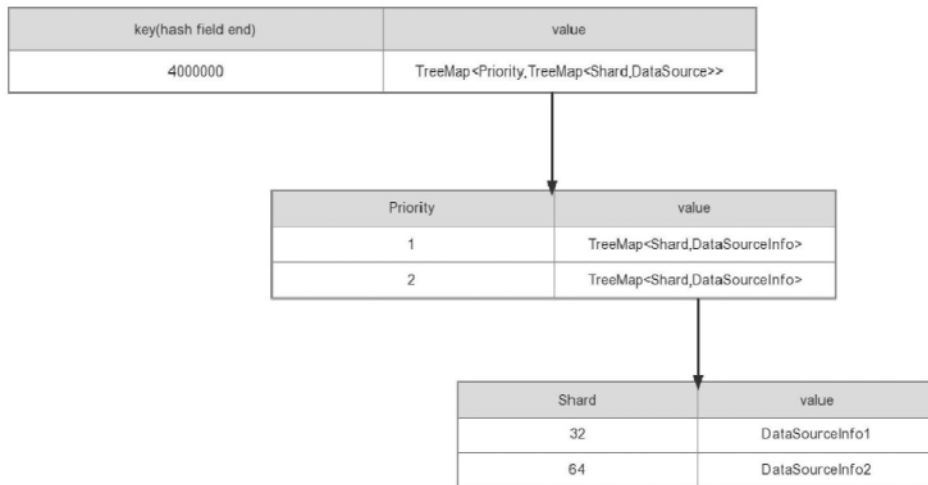 key(hash field end) value
4000000 TreeMap<Priority,TreeMap<Shard,DataSource>>
Priority value
1 TreeMap<Shard,DataSourceInfo>
2 TreeMap<Shard,DataSourceInfo>
Shard value
32 DataSourceInfo1
64 DataSourceInfo2